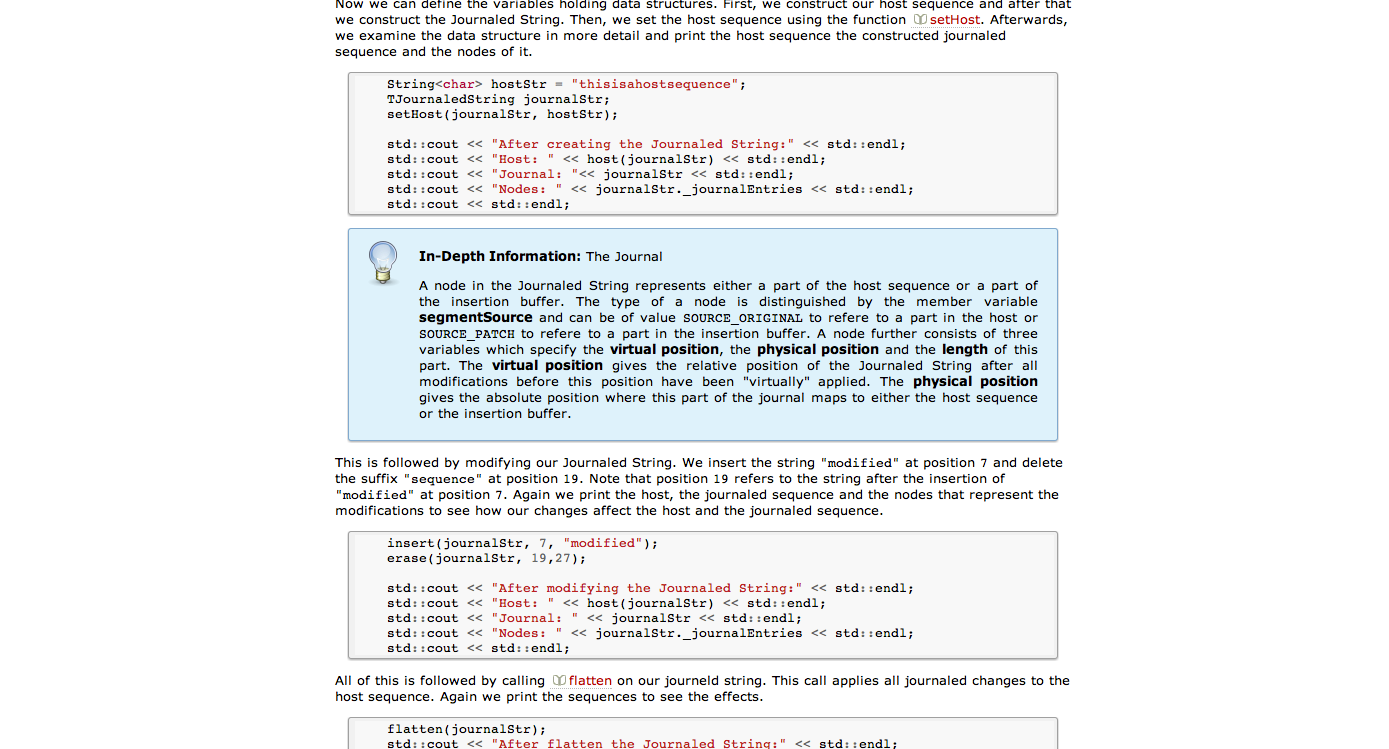 Now we can define the variables holding data structures. First, we construct our host sequence and after that
we construct the Journaled String. Then, we set the host sequence using the function setHost. Afterwards,
we examine the data structure in more detail and print the host sequence the constructed journaled
sequence and the nodes of it.
String<char> hostStr = "thisisahostsequence";
TJournaledString journalStr;
setHost(journalStr, hostStr);
std::cout << "After creating the Journaled String:" << std::endl;
std::cout << "Host: " << host(journalStr) << std::endl;
std::cout << "Journal: "<< journalStr << std::endl;
std::cout << "Nodes: " << journalStr._journalEntries << std::endl;
std::cout << std::endl;
In-Depth Information: The Journal
A node in the Journaled String represents either a part of the host sequence or a part of
the insertion buffer. The type of a node is distinguished by the member variable
segmentSource and can be of value SOURCE_ORIGINAL to refere to a part in the host or
SOURCE_PATCH to refere to a part in the insertion buffer. A node further consists of three
variables which specify the virtual position, the physical position and the length of this
part. The virtual position gives the relative position of the Journaled String after all
modifications before this position have been "virtually" applied. The physical position
gives the absolute position where this part of the journal maps to either the host sequence
or the insertion buffer.
This is followed by modifying our Journaled String. We insert the string "modified" at position 7 and delete
the suffix "sequence" at position 19. Note that position 19 refers to the string after the insertion of
"modified" at position 7. Again we print the host, the journaled sequence and the nodes that represent the
modifications to see how our changes affect the host and the journaled sequence.
insert(journalStr, 7, "modified");
erase(journalStr, 19,27);
std::cout << "After modifying the Journaled String:" << std::endl;
std::cout << "Host: " << host(journalStr) << std::endl;
std::cout << "Journal: " << journalStr << std::endl;
std::cout << "Nodes: " << journalStr._journalEntries << std::endl;
std::cout << std::endl;
All of this is followed by calling flatten on our journeld string. This call applies all journaled changes to the
host sequence. Again we print the sequences to see the effects.
flatten(journalStr);
std::cout << "After flatten the Journaled String:" << std::endl;